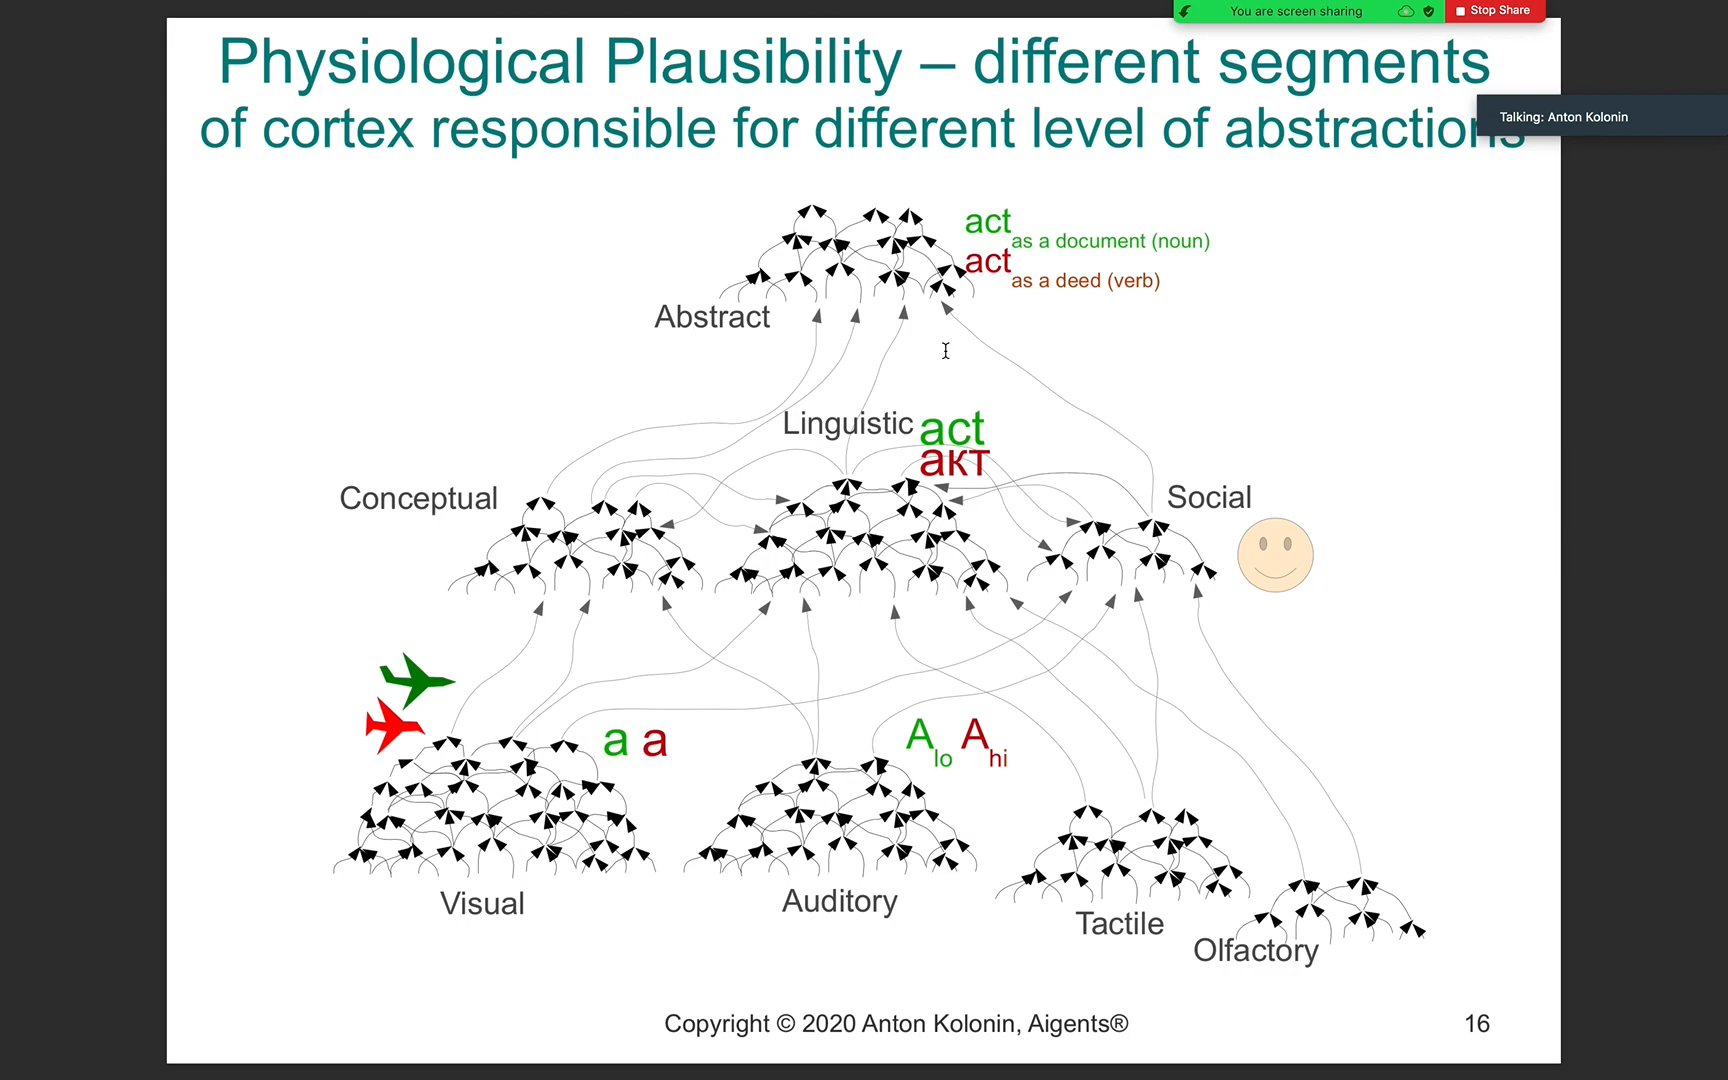 You are screen sharing
Stop Share
Physiological Plausibility – different segments
of cortex responsible for different level of abstractions
Talking: Anton Kolonin
act as a document (noun)
act as a deed (verb)
Abstract
Linguistic act
акт
Conceptual
Social
a a
A lo A hi
Visual
Auditory
Tactile
Olfactory
Copyright © 2020 Anton Kolonin, Aigents®
16